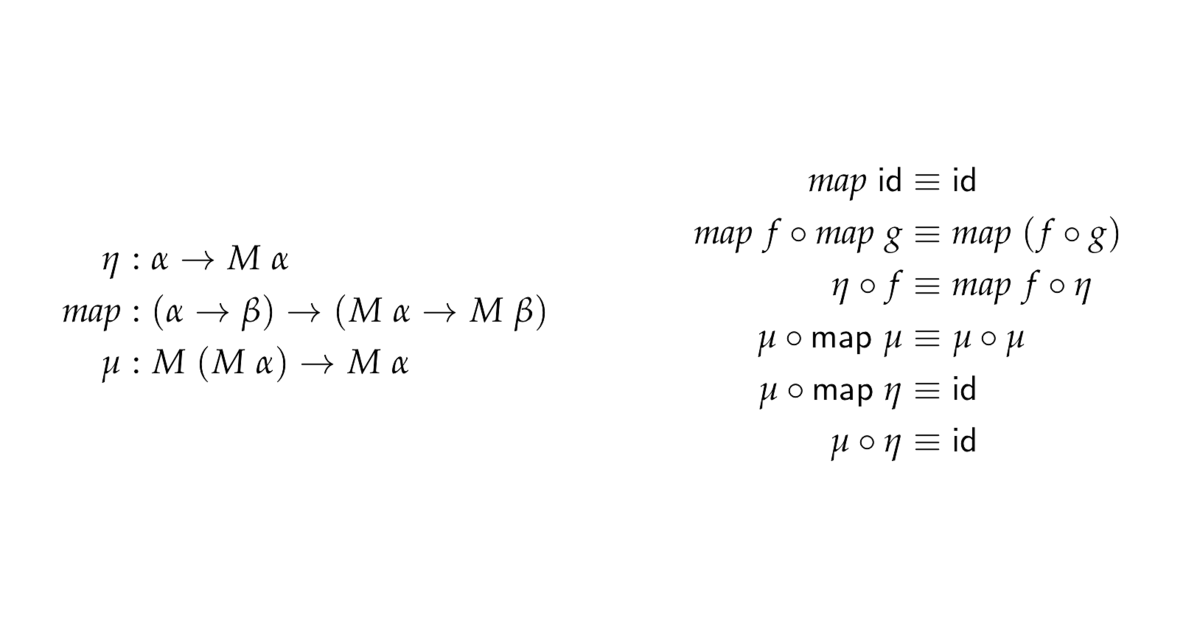 η : α → M α
map : (α → β) → (M α → M β)
μ : M (M α) → M α
map id ≡ id
map f ∘ map g ≡ map (f ∘ g)
η ∘ f ≡ map f ∘ η
μ ∘ map μ ≡ μ ∘ μ
μ ∘ map η ≡ id
μ ∘ η ≡ id